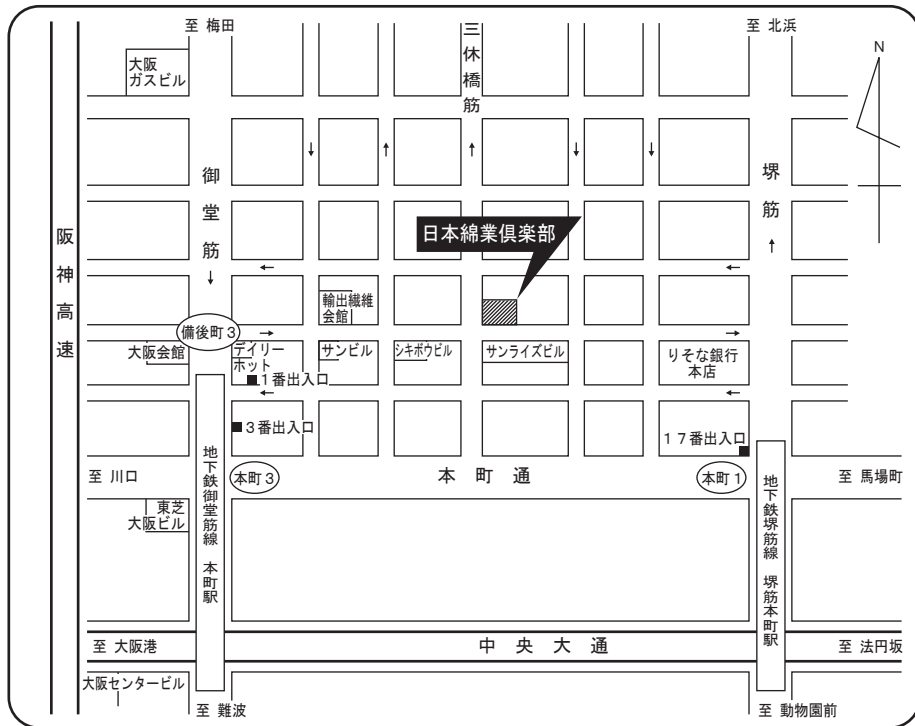 至 梅田
三休橋筋
至 北浜
大阪
ガスビル
N
御堂筋
堺筋
阪神高速
日本綿業倶楽部
輸出繊維
会館
備後町3
大阪会館
デイリー
ホット
サンビル
シキボウビル
サンライズビル
りそな銀行
本店
1番出入口
3番出入口
17番出入口
至 川口
本町3
本町通
本町1
至 馬場町
東芝
大阪ビル
地下鉄御堂筋線 本町駅
地下鉄堺筋線 堺筋本町駅
至 大阪港
中央大通
至 法円坂
大阪センタービル
至 難波
至 動物園前